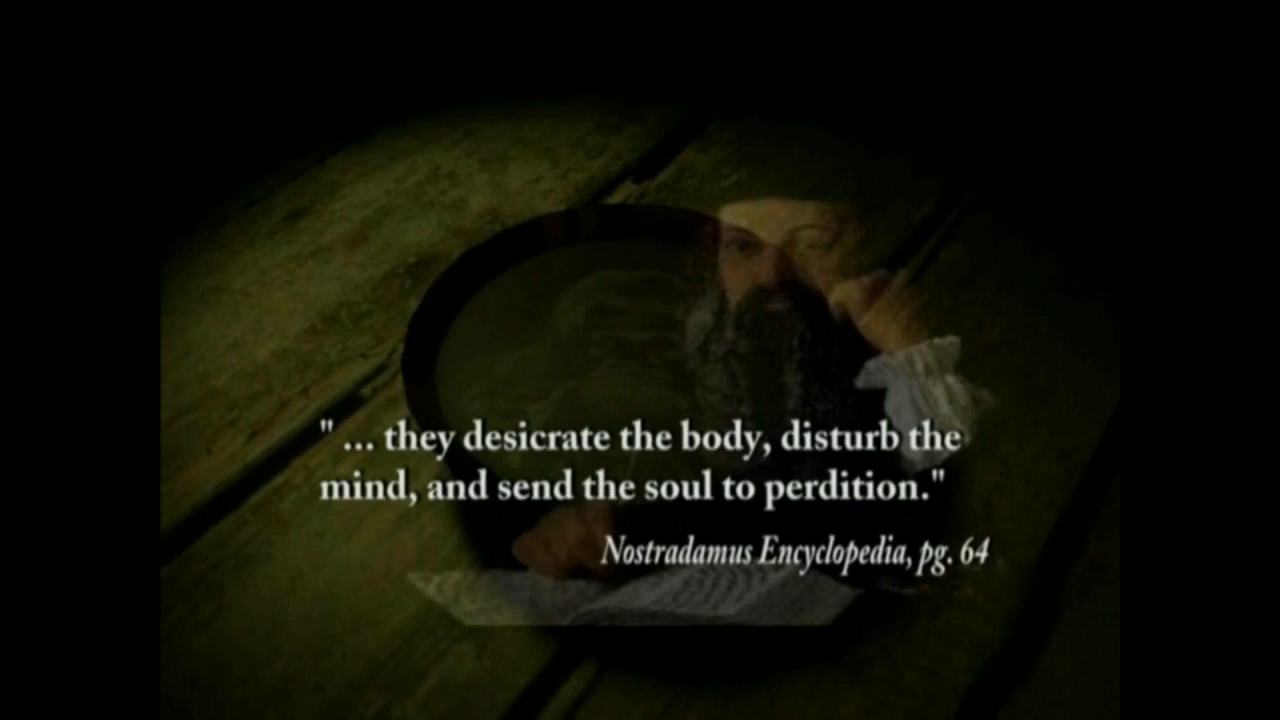 " ... they desicrate the body, disturb the
mind, and send the soul to perdition."
Nostradamus Encyclopedia, pg. 64